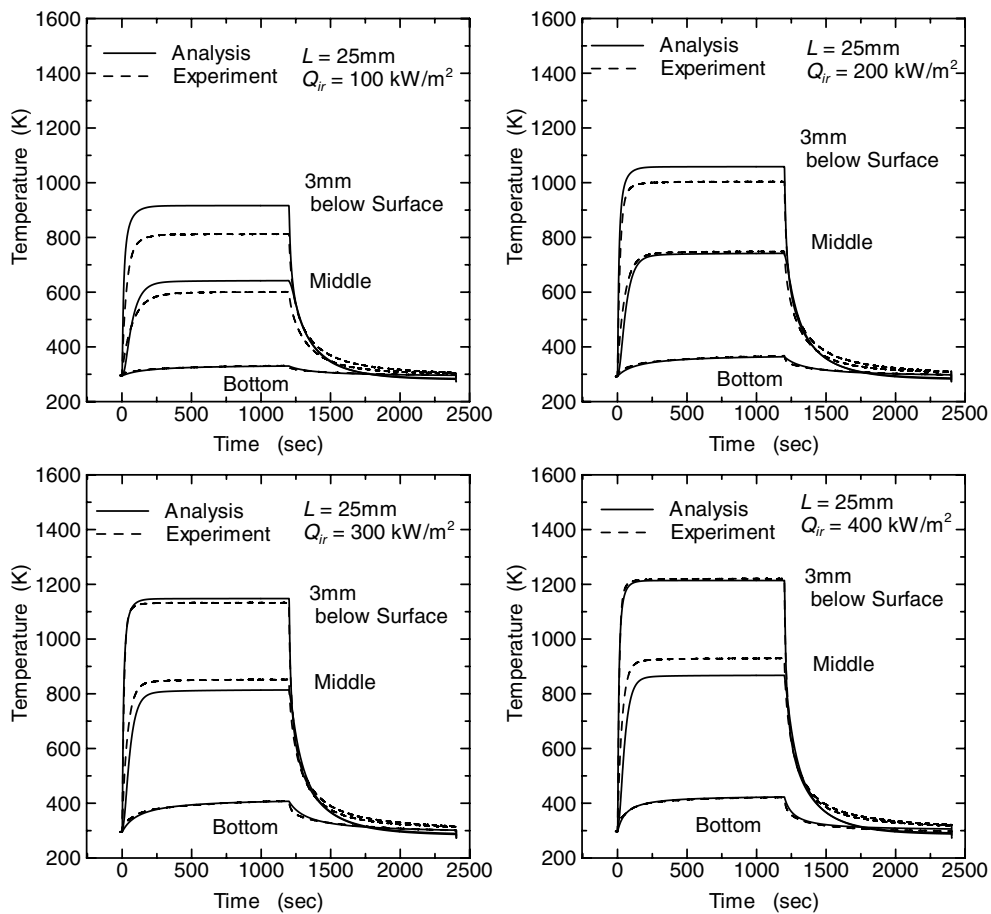 1600
1400
1200
1000
800
600
400
200
Temperature (K)
Analysis
Experiment
L = 25mm
Qir = 100 kW/m2
3mm
below Surface
Middle
Bottom
0 500 1000 1500 2000 2500
Time (sec)
1600
1400
1200
1000
800
600
400
200
Temperature (K)
Analysis
Experiment
L = 25mm
Qir = 200 kW/m2
3mm
below Surface
Middle
Bottom
0 500 1000 1500 2000 2500
Time (sec)
1600
1400
1200
1000
800
600
400
200
Temperature (K)
Analysis
Experiment
L = 25mm
Qir = 300 kW/m2
3mm
below Surface
Middle
Bottom
0 500 1000 1500 2000 2500
Time (sec)
1600
1400
1200
1000
800
600
400
200
Temperature (K)
Analysis
Experiment
L = 25mm
Qir = 400 kW/m2
3mm
below Surface
Middle
Bottom
0 500 1000 1500 2000 2500
Time (sec)